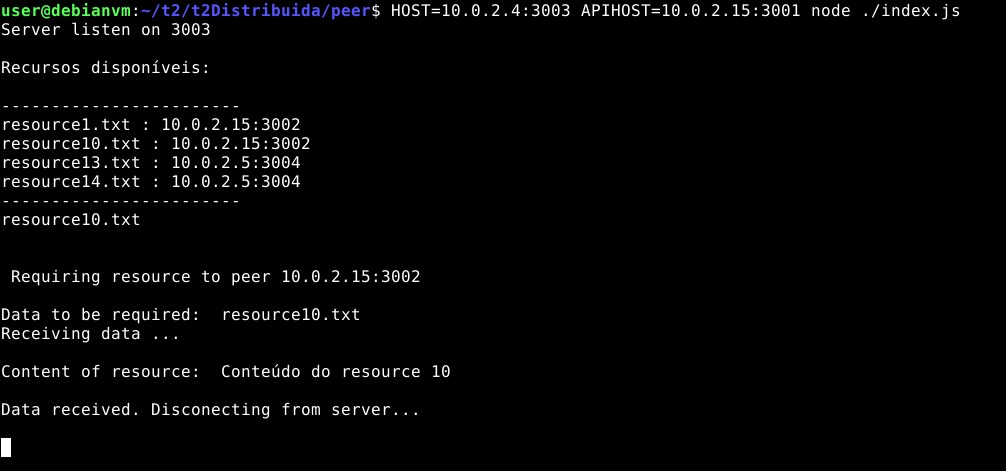 user@debianvm:~/t2/t2Distribuida/peer$ HOST=10.0.2.4:3003 APIHOST=10.0.2.15:3001 node ./index.js
Server listen on 3003
Recursos disponíveis:
------------------------
resource1.txt : 10.0.2.15:3002
resource10.txt : 10.0.2.15:3002
resource13.txt : 10.0.2.5:3004
resource14.txt : 10.0.2.5:3004
------------------------
resource10.txt
Requiring resource to peer 10.0.2.15:3002
Data to be required:  resource10.txt
Receiving data ...
Content of resource:  Conteúdo do resource 10
Data received. Disconecting from server...